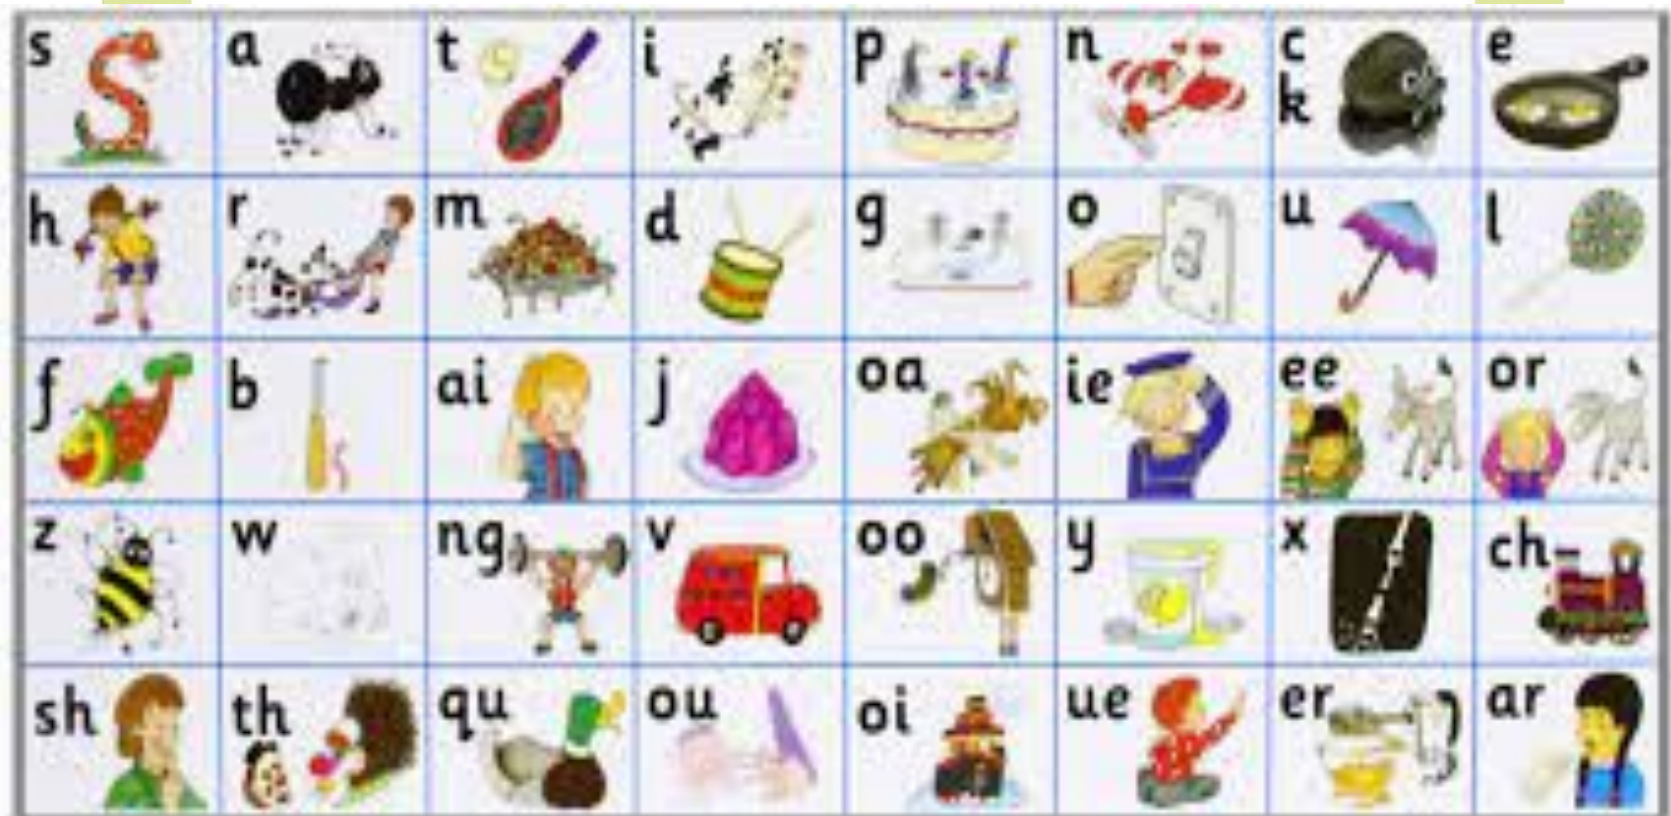 s a t i p n c k e
h r m d g o u l
f b ai j oa ie ee or
z w ng v oo y x ch
sh th qu ou oi ue er ar